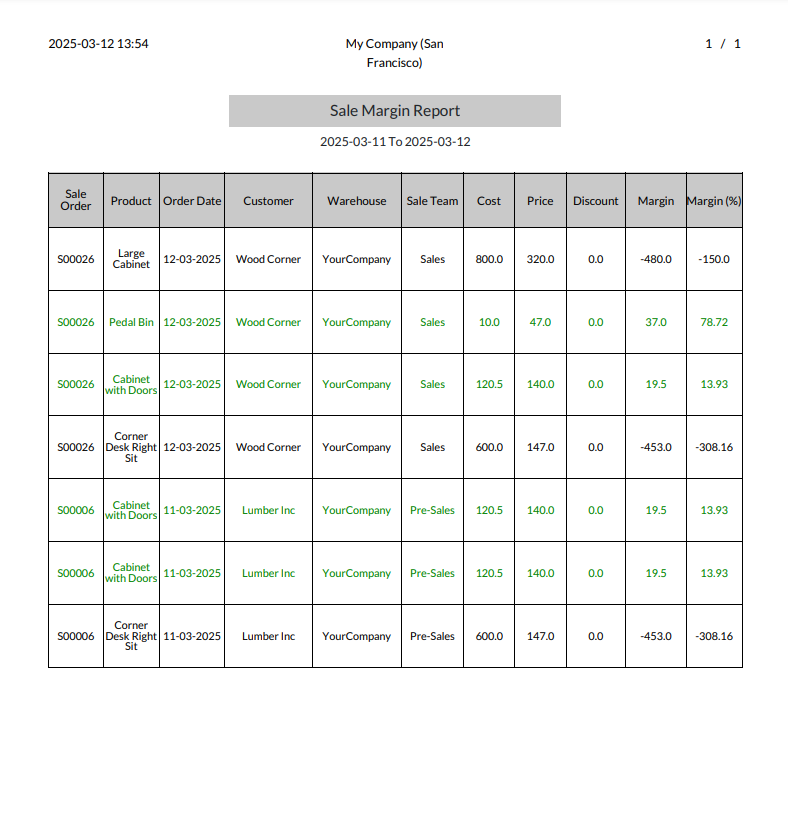 2025-03-12 13:54 My Company (San 1 / 1
Francisco)
Sale Margin Report
2025-03-11 To 2025-03-12
Sale Order Product Order Date Customer Warehouse Sale Team Cost Price Discount Margin Margin (%)
S00026 Large Cabinet 12-03-2025 Wood Corner YourCompany Sales 800.0 320.0 0.0 -480.0 -150.0
S00026 Pedal Bin 12-03-2025 Wood Corner YourCompany Sales 10.0 47.0 0.0 37.0 78.72
S00026 Cabinet with Doors 12-03-2025 Wood Corner YourCompany Sales 120.5 140.0 0.0 19.5 13.93
S00026 Corner Desk Right Sit 12-03-2025 Wood Corner YourCompany Sales 600.0 147.0 0.0 -453.0 -308.16
S00006 Cabinet with Doors 11-03-2025 Lumber Inc YourCompany Pre-Sales 120.5 140.0 0.0 19.5 13.93
S00006 Cabinet with Doors 11-03-2025 Lumber Inc YourCompany Pre-Sales 120.5 140.0 0.0 19.5 13.93
S00006 Corner Desk Right Sit 11-03-2025 Lumber Inc YourCompany Pre-Sales 600.0 147.0 0.0 -453.0 -308.16